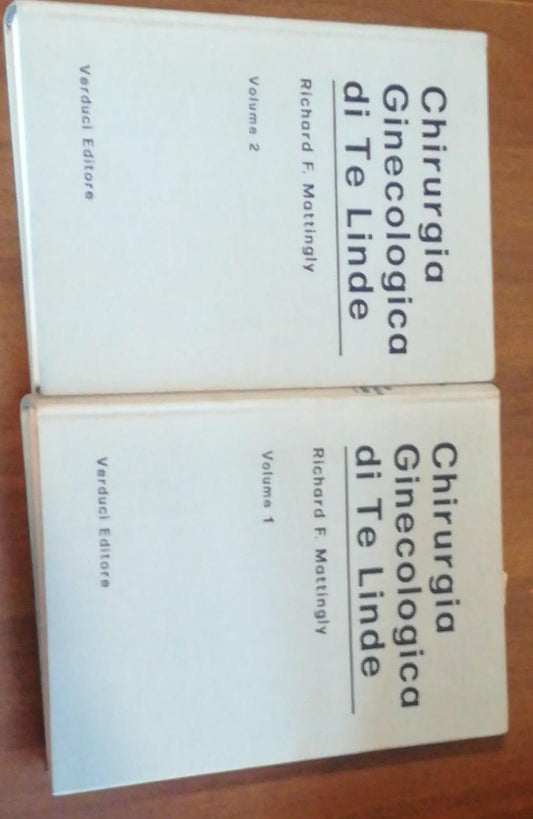 Chirurgia
Ginecologica
di Te Linde
Richard F. Mattingly
Volume 2
Verduci Editore
Chirurgia
Ginecologica
di Te Linde
Richard F. Mattingly
Volume 1
Verduci Editore